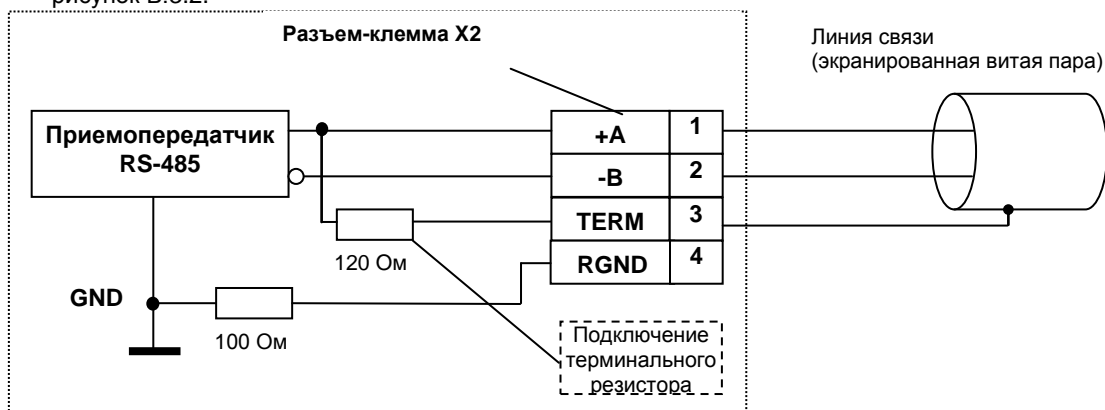 рисунок В.3.2.
Разъем-клемма X2
Линия связи
(экранированная витая пара)
Приемопередатчик
RS-485
+A 1
-B 2
TERM 3
RGND 4
120 Ом
GND
100 Ом
Подключение
терминального
резистора